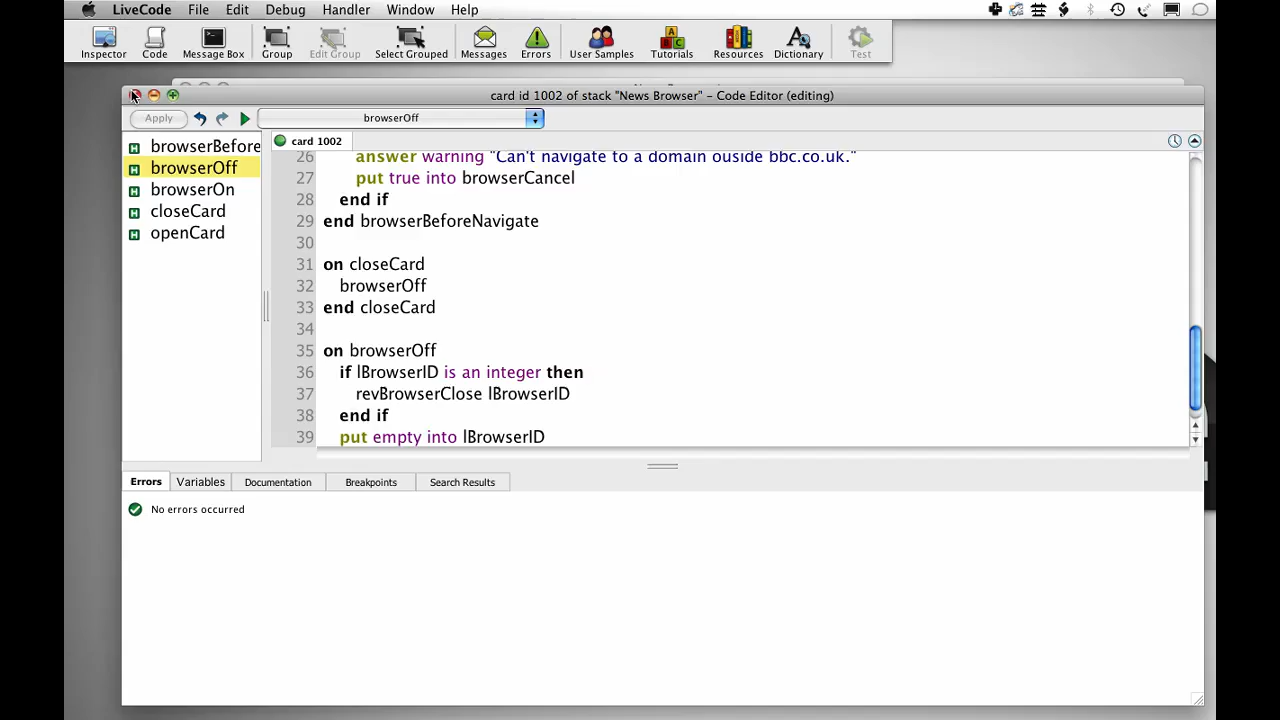 LiveCode File Edit Debug Handler Window Help
Inspector Code Message Box Group Edit Group Select Grouped Messages Errors User Samples Tutorials Resources Dictionary Test
card id 1002 of stack "News Browser" - Code Editor (editing)
Apply browserOff
card 1002
browserBefore
browserOff
browserOn
closeCard
openCard
26 answer warning "Can't navigate to a domain ouside bbc.co.uk."
27 put true into browserCancel
28 end if
29 end browserBeforeNavigate
30
31 on closeCard
32 browserOff
33 end closeCard
34
35 on browserOff
36 if lBrowserID is an integer then
37 revBrowserClose lBrowserID
38 end if
39 put empty into lBrowserID
Errors Variables Documentation Breakpoints Search Results
No errors occurred